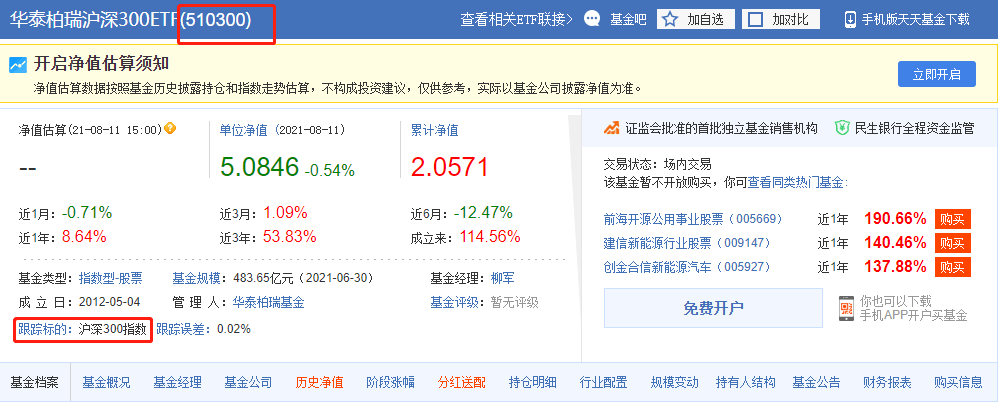 华泰柏瑞沪深300ETF(510300) 查看相关ETF联接> 基金吧 加自选 加对比 手机版天天基金下载
开启净值估算须知
净值估算数据按照基金历史披露持仓和指数走势估算，不构成投资建议，仅供参考，实际以基金公司披露净值为准。
立即开启
净值估算(21-08-11 15:00) 单位净值 (2021-08-11) 累计净值
-- 5.0846 -0.54% 2.0571
近1月: -0.71% 近3月: 1.09% 近6月: -12.47%
近1年: 8.64% 近3年: 53.83% 成立来: 114.56%
基金类型: 指数型-股票 基金规模: 483.65亿元 (2021-06-30) 基金经理: 柳军
成 立 日: 2012-05-04 管 理 人: 华泰柏瑞基金 基金评级: 暂无评级
跟踪标的: 沪深300指数 跟踪误差: 0.02%
证监会批准的首批独立基金销售机构 民生银行全程资金监管
交易状态: 场内交易
该基金暂不开放购买，你可查看同类热门基金:
前海开源公用事业股票 (005669) 近1年 190.66% 购买
建信新能源行业股票 (009147) 近1年 140.46% 购买
创金合信新能源汽车 (005927) 近1年 137.88% 购买
免费开户
你也可以下载
手机APP开户买基金
基金档案 基金概况 基金经理 基金公司 历史净值 阶段涨幅 分红送配 持仓明细 行业配置 规模变动 持有人结构 基金公告 财务报表 购买信息